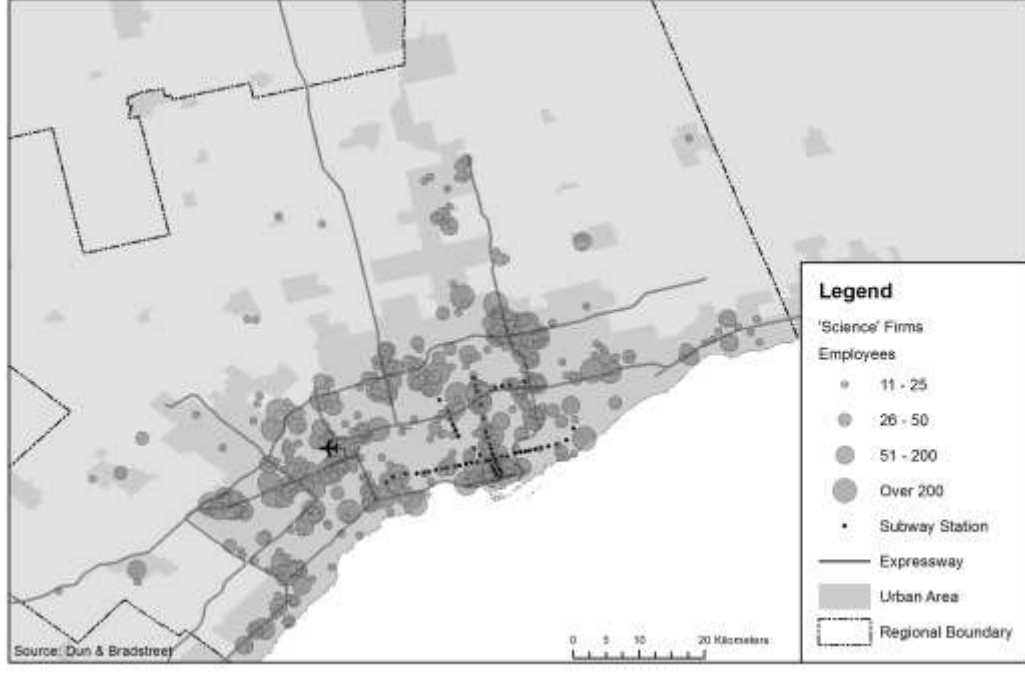 Legend
'Science' Firms
Employees
11 - 25
26 - 50
51 - 200
Over 200
Subway Station
Expressway
Urban Area
Regional Boundary
0 5 10 20 Kilometers
Source: Dun & Bradstreet